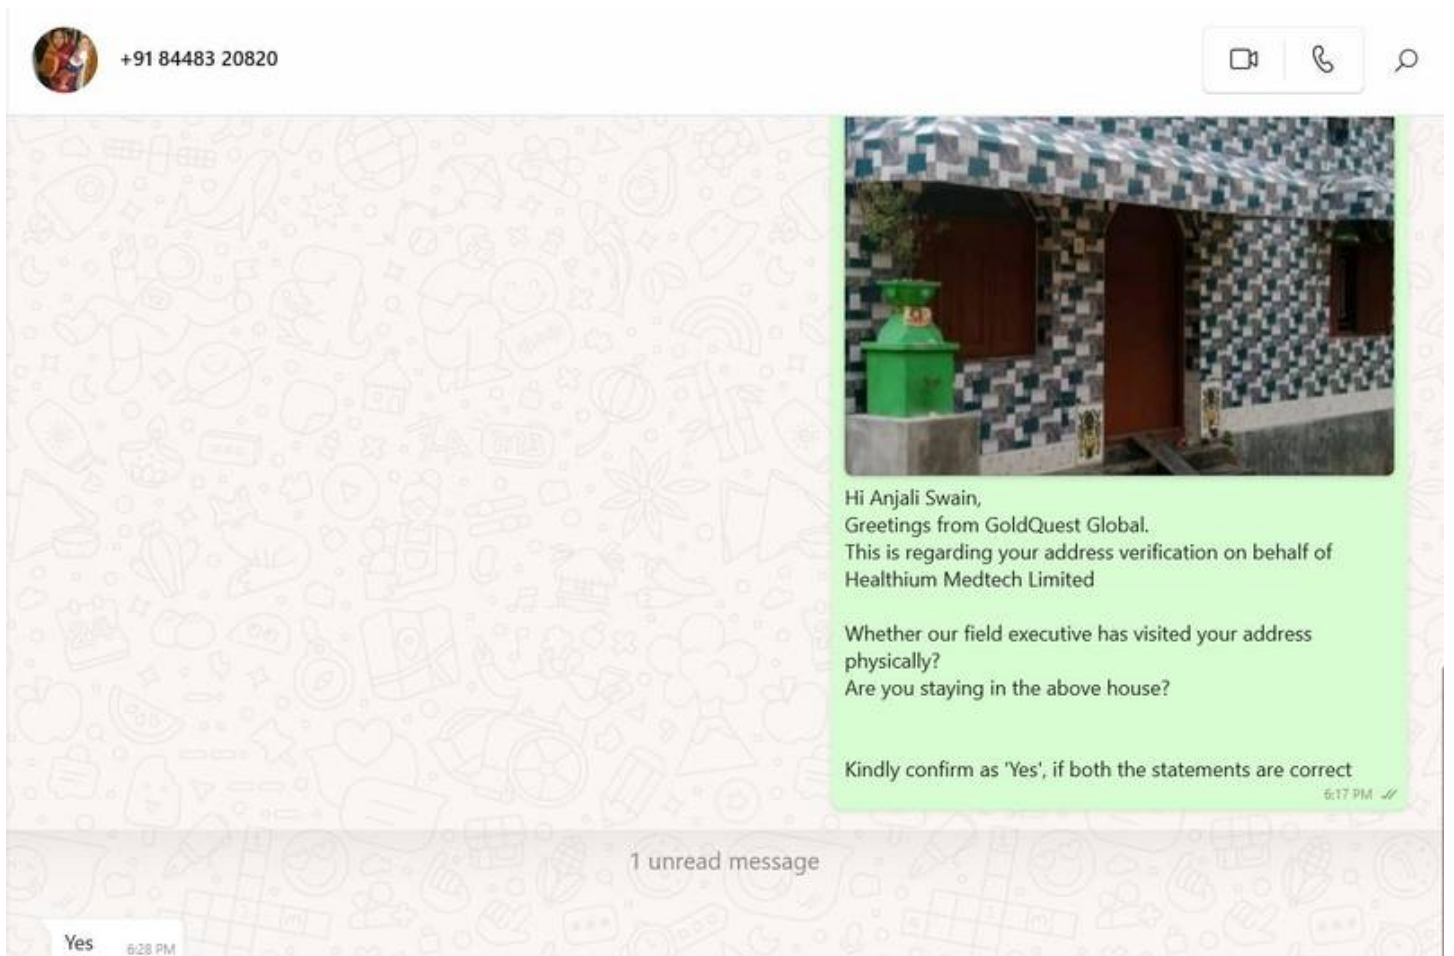 +91 84483 20820
Hi Anjali Swain,
Greetings from GoldQuest Global.
This is regarding your address verification on behalf of
Healthium Medtech Limited
Whether our field executive has visited your address
physically?
Are you staying in the above house?
Kindly confirm as 'Yes', if both the statements are correct
6:17 PM
1 unread message
Yes
6:28 PM